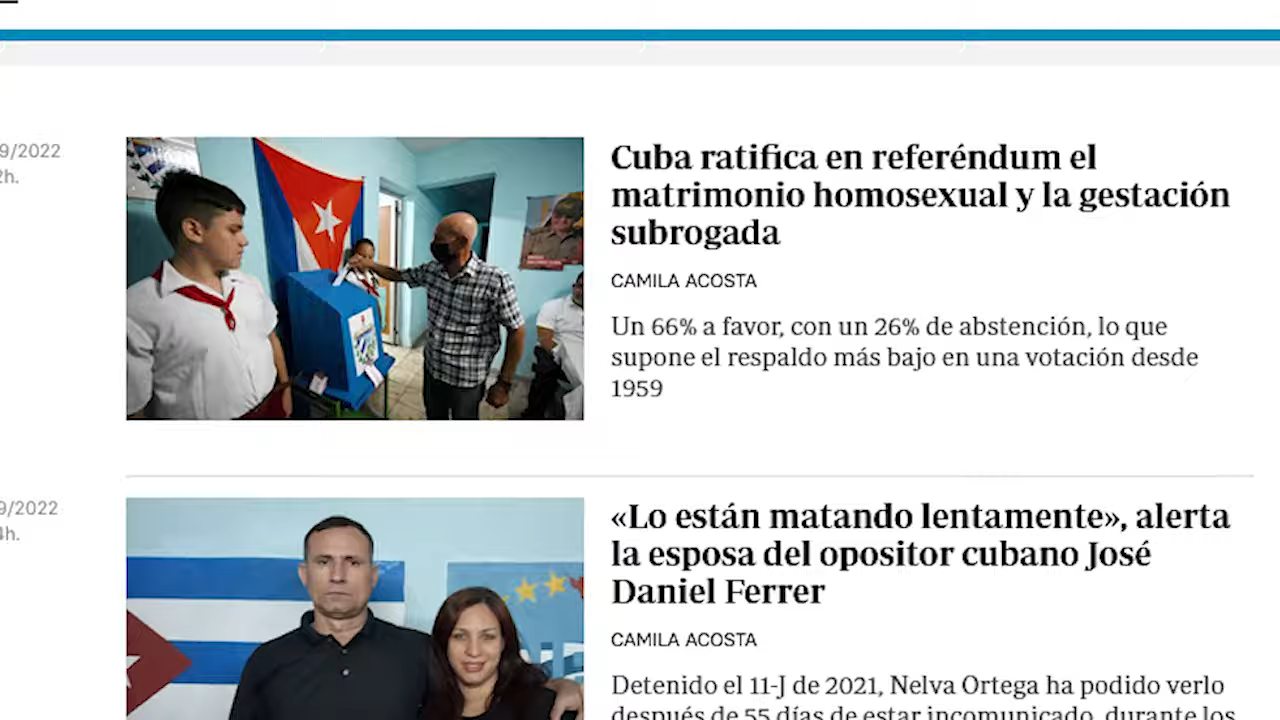 9/2022
2h.
Cuba ratifica en referéndum el
matrimonio homosexual y la gestación
subrogada
CAMILA ACOSTA
Un 66% a favor, con un 26% de abstención, lo que
supone el respaldo más bajo en una votación desde
1959
9/2022
4h.
«Lo están matando lentamente», alerta
la esposa del opositor cubano José
Daniel Ferrer
CAMILA ACOSTA
Detenido el 11-J de 2021, Nelva Ortega ha podido verlo
después de 55 días de estar incomunicado, durante los